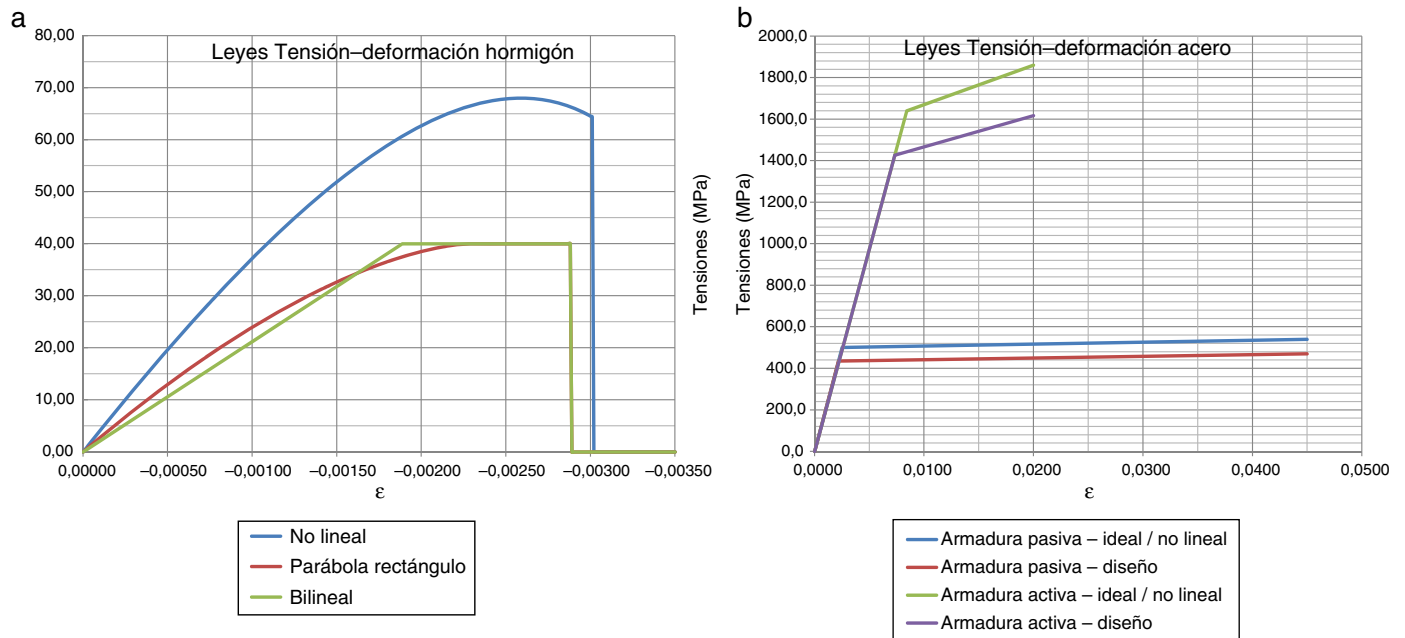 a
Leyes Tensión–deformación hormigón
80,00
70,00
60,00
50,00
40,00
30,00
20,00
10,00
0,00
0,00000 –0,00050 –0,00100 –0,00150 –0,00200 –0,00250 –0,00300 –0,00350
ε
Tensiones (MPa)
No lineal
Parábola rectángulo
Bilineal
b
Leyes Tensión–deformación acero
Tensiones (MPa)
2000,0
1800,0
1600,0
1400,0
1200,0
1000,0
800,0
600,0
400,0
200,0
0,0
0,0000 0,0100 0,0200 0,0300 0,0400 0,0500
ε
Armadura pasiva – ideal / no lineal
Armadura pasiva – diseño
Armadura activa – ideal / no lineal
Armadura activa – diseño